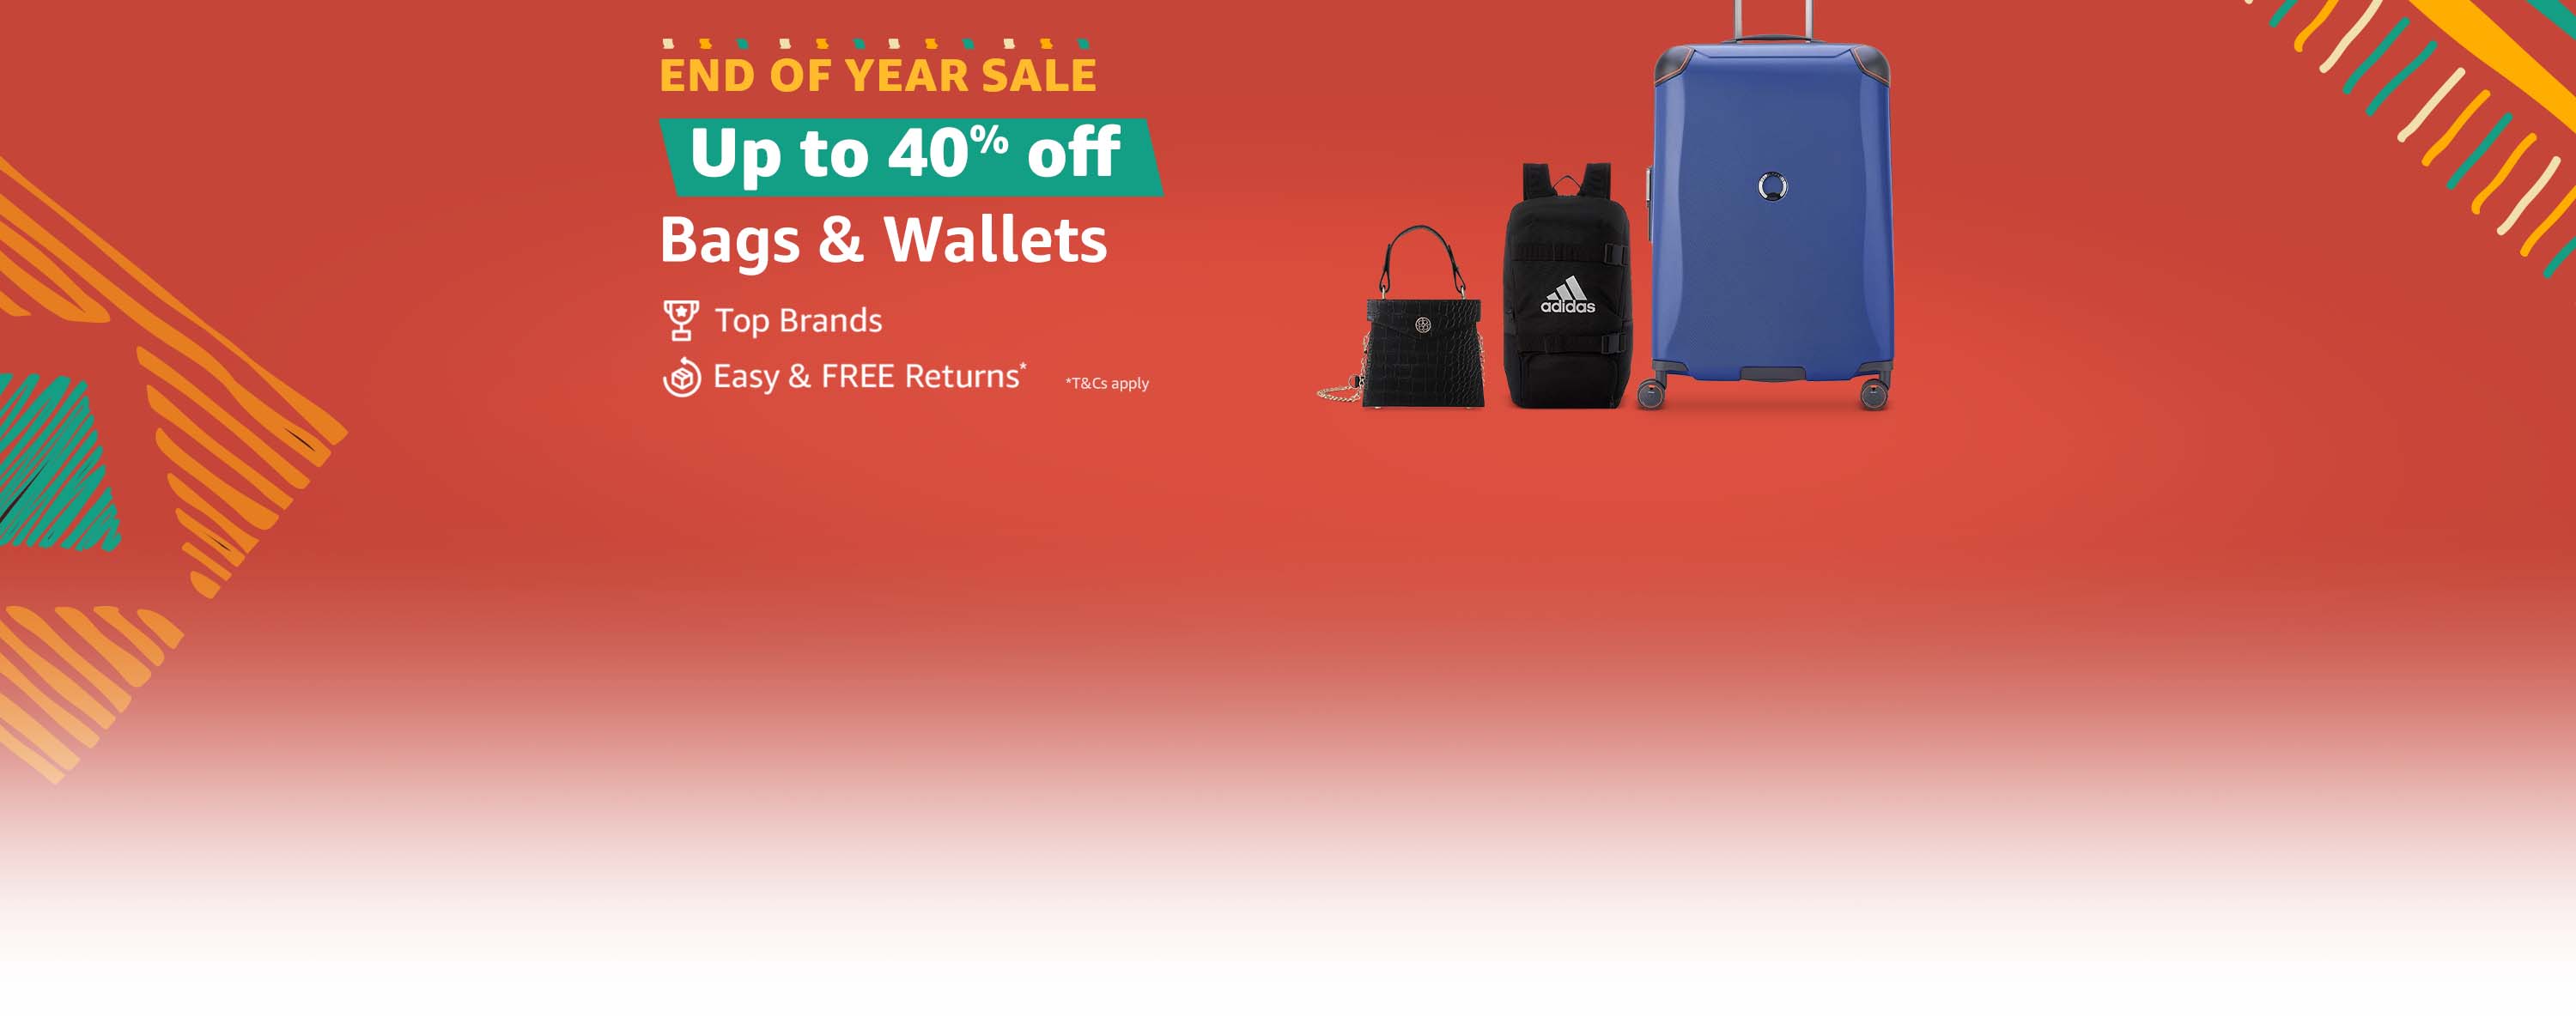 END OF YEAR SALE
Up to 40% off
Bags & Wallets
Top Brands
Easy & FREE Returns*
*T&Cs apply
adidas